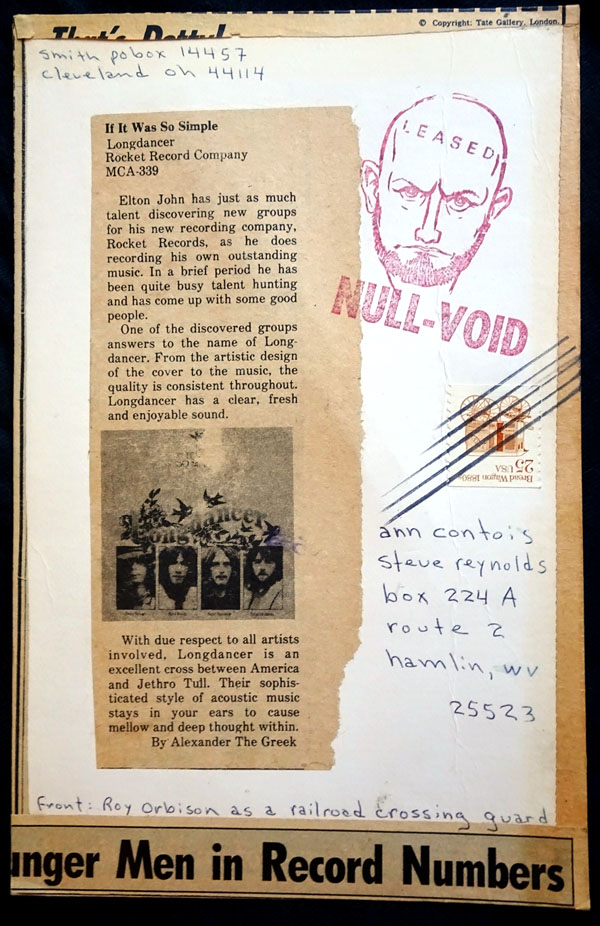 That's Pretty!
© Copyright: Tate Gallery, London.
smith po box 14457
cleveland oh 44114
If It Was So Simple
Longdancer
Rocket Record Company
MCA-339
Elton John has just as much
talent discovering new groups
for his new recording company,
Rocket Records, as he does
recording his own outstanding
music. In a brief period he has
been quite busy talent hunting
and has come up with some good
people.
One of the discovered groups
answers to the name of Long-
dancer. From the artistic design
of the cover to the music, the
quality is consistent throughout.
Longdancer has a clear, fresh
and enjoyable sound.
Longdancer
With due respect to all artists
involved, Longdancer is an
excellent cross between America
and Jethro Tull. Their sophis-
ticated style of acoustic music
stays in your ears to cause
mellow and deep thought within.
By Alexander The Greek
LEASED
NULL-VOID
Bread Wagon 1880s
25
USA
ann contois
steve reynolds
box 224 A
route 2
hamlin, wv
25523
Front: Roy Orbison as a railroad crossing guard
unger Men in Record Numbers